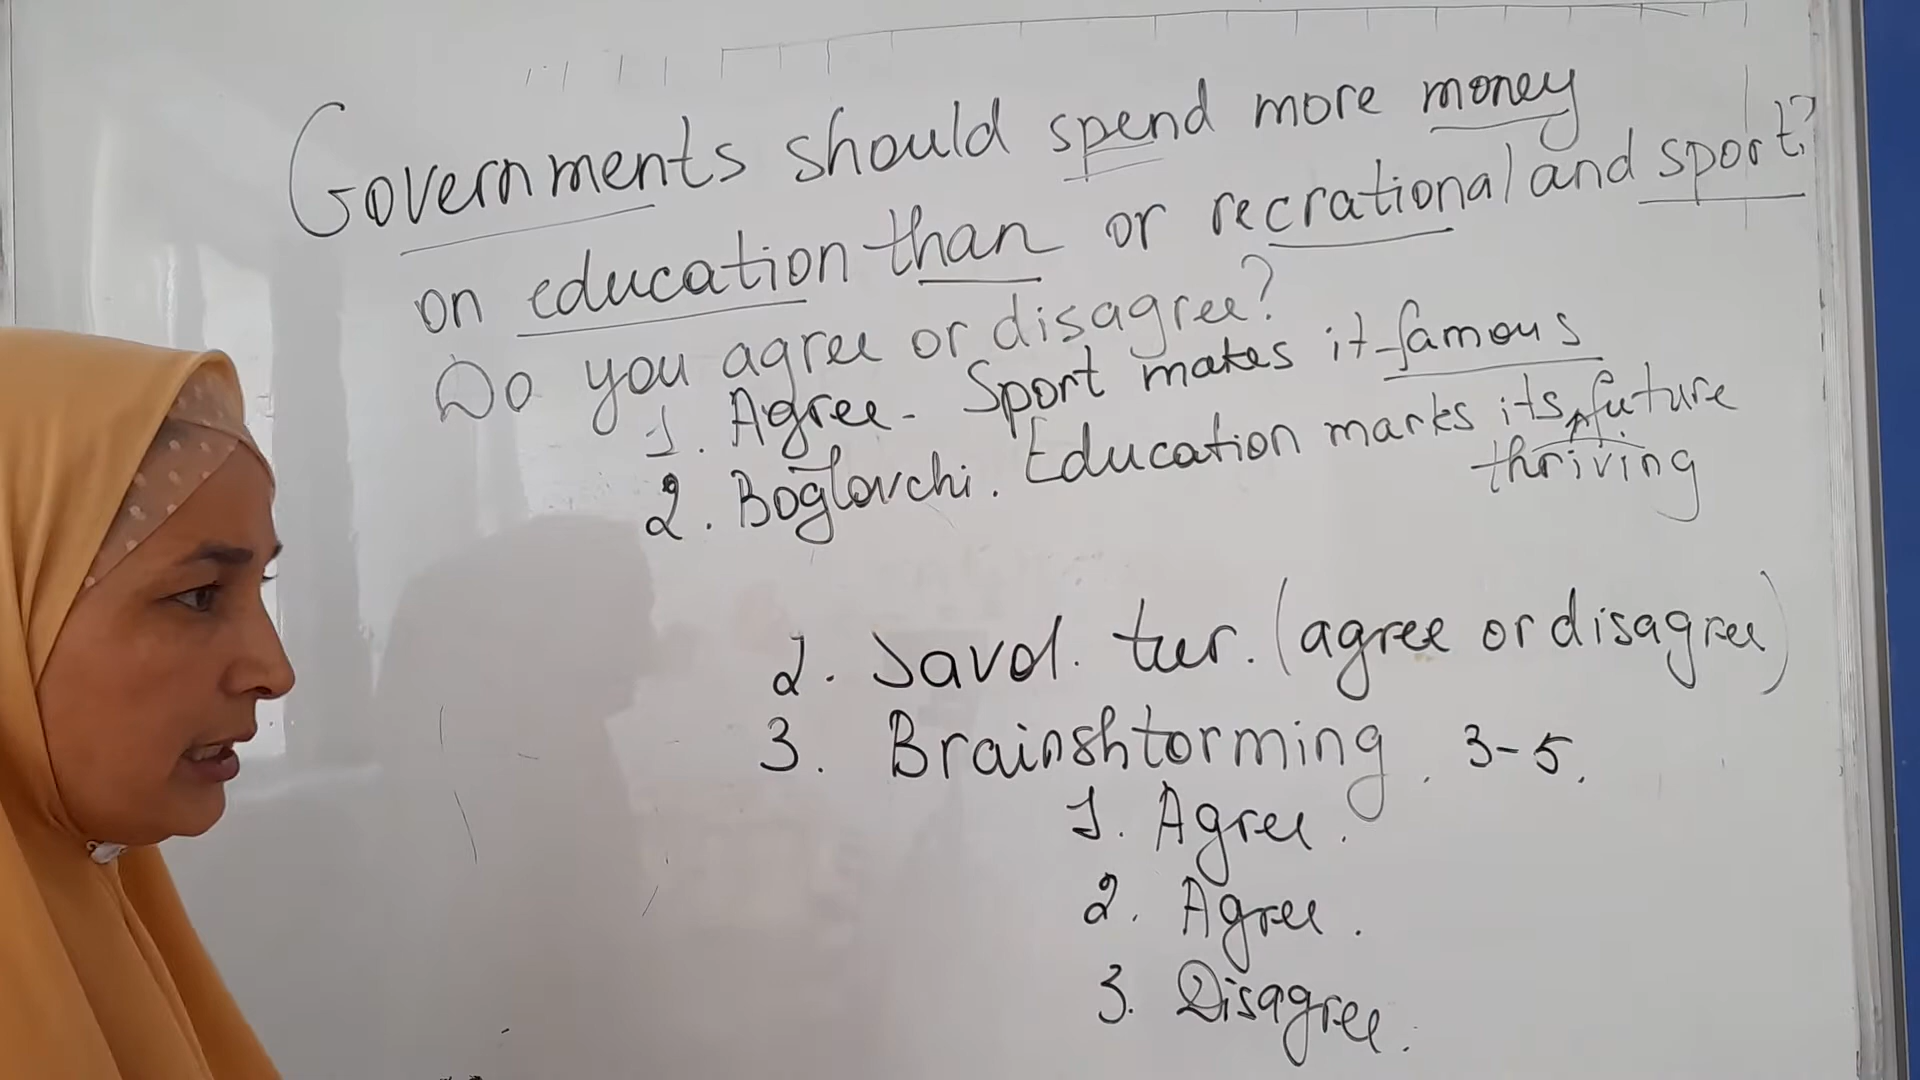 Governments should spend more money
on education than or recrational and sport?
Do you agree or disagree?
1. Agree - Sport makes it famous
2. Boglovchi. Education marks its future
thriving
2. Savol. tur. (agree or disagree)
3. Brainshtorming. 3-5.
1. Agree.
2. Agree.
3. Disagree.